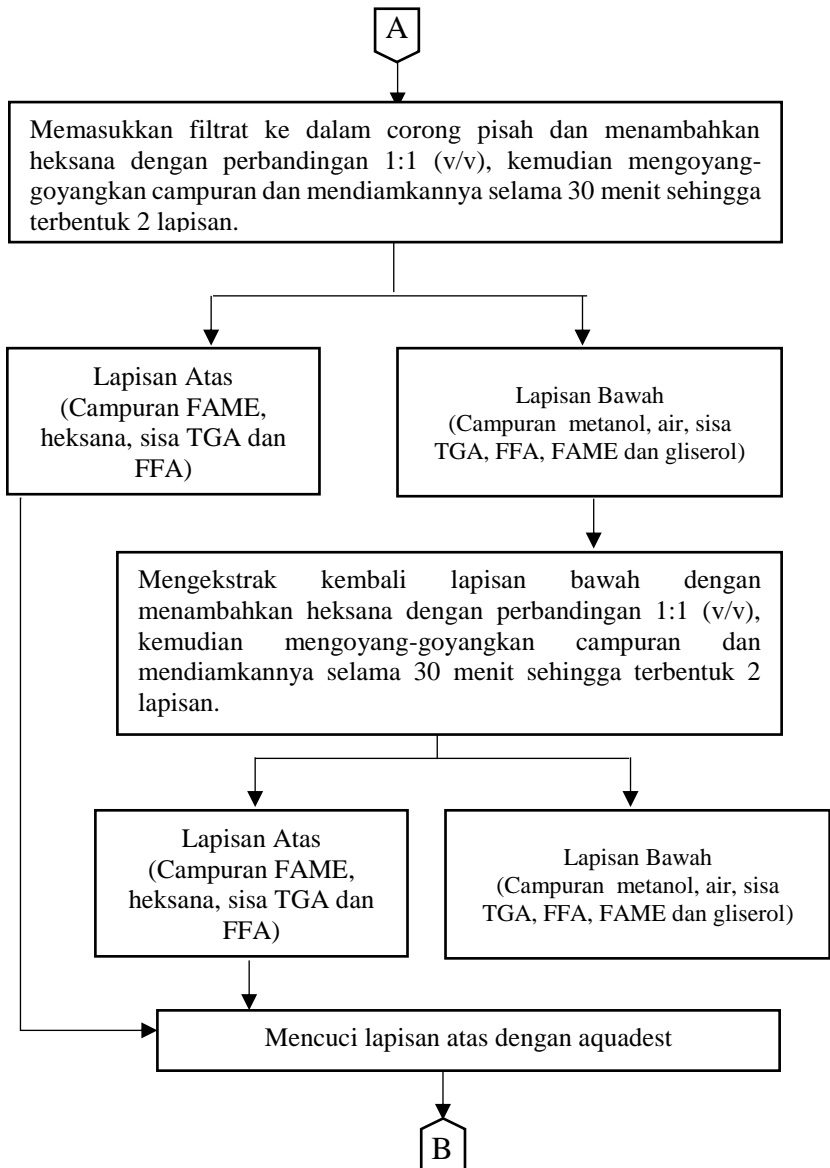 A
Memasukkan filtrat ke dalam corong pisah dan menambahkan
heksana dengan perbandingan 1:1 (v/v), kemudian mengoyang-
goyangkan campuran dan mendiamkannya selama 30 menit sehingga
terbentuk 2 lapisan.
Lapisan Atas
(Campuran FAME,
heksana, sisa TGA dan
FFA)
Lapisan Bawah
(Campuran metanol, air, sisa
TGA, FFA, FAME dan gliserol)
Mengekstrak kembali lapisan bawah dengan
menambahkan heksana dengan perbandingan 1:1 (v/v),
kemudian mengoyang-goyangkan campuran dan
mendiamkannya selama 30 menit sehingga terbentuk 2
lapisan.
Lapisan Atas
(Campuran FAME,
heksana, sisa TGA dan
FFA)
Lapisan Bawah
(Campuran metanol, air, sisa
TGA, FFA, FAME dan gliserol)
Mencuci lapisan atas dengan aquadest
B